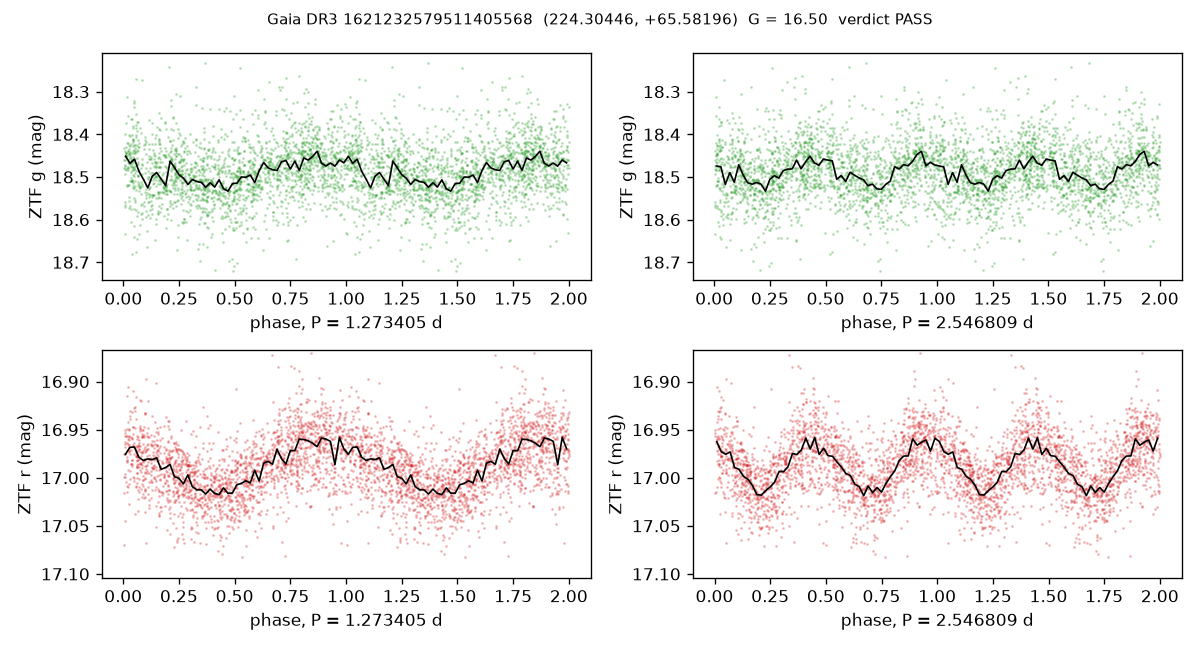 Gaia DR3 1621232579511405568 (224.30446, +65.58196) G = 16.50 verdict PASS
ZTF g (mag)
18.3
18.4
18.5
18.6
18.7
0.00 0.25 0.50 0.75 1.00 1.25 1.50 1.75 2.00
phase, P = 1.273405 d
ZTF g (mag)
18.3
18.4
18.5
18.6
18.7
0.00 0.25 0.50 0.75 1.00 1.25 1.50 1.75 2.00
phase, P = 2.546809 d
ZTF r (mag)
16.90
16.95
17.00
17.05
17.10
0.00 0.25 0.50 0.75 1.00 1.25 1.50 1.75 2.00
phase, P = 1.273405 d
ZTF r (mag)
16.90
16.95
17.00
17.05
17.10
0.00 0.25 0.50 0.75 1.00 1.25 1.50 1.75 2.00
phase, P = 2.546809 d